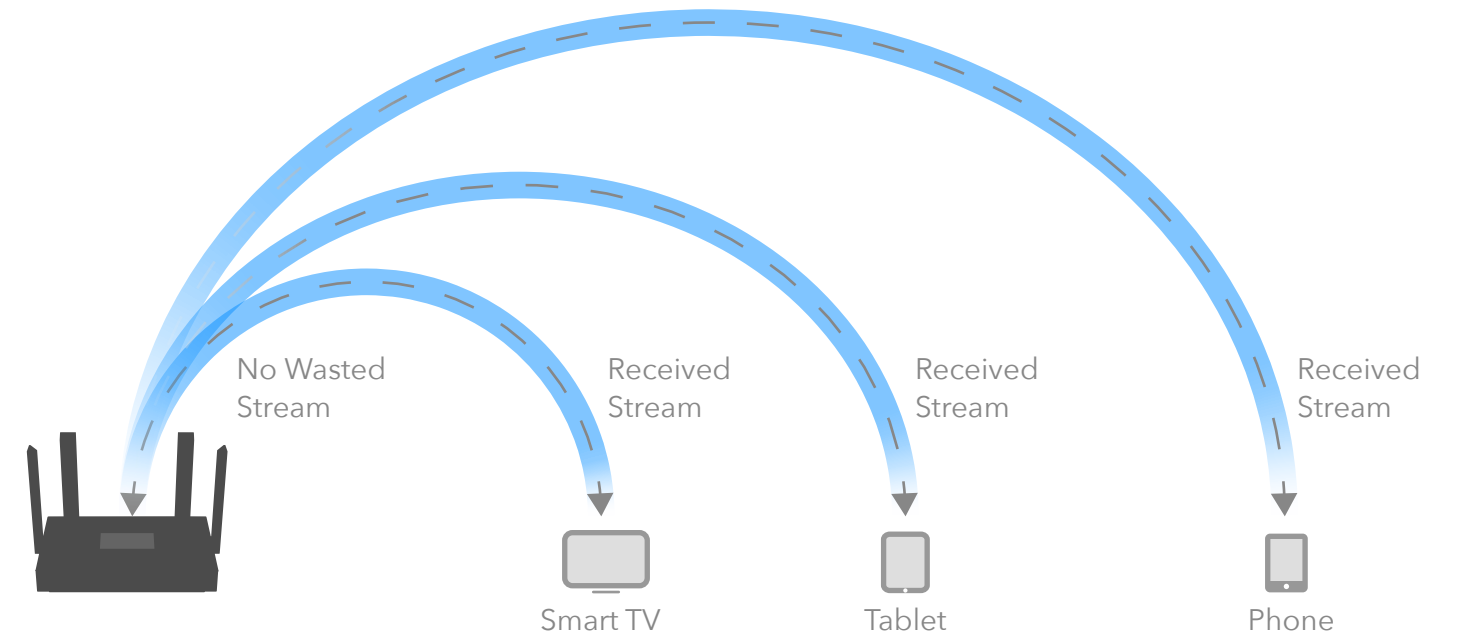 No Wasted
Stream
Received
Stream
Received
Stream
Received
Stream
Smart TV
Tablet
Phone